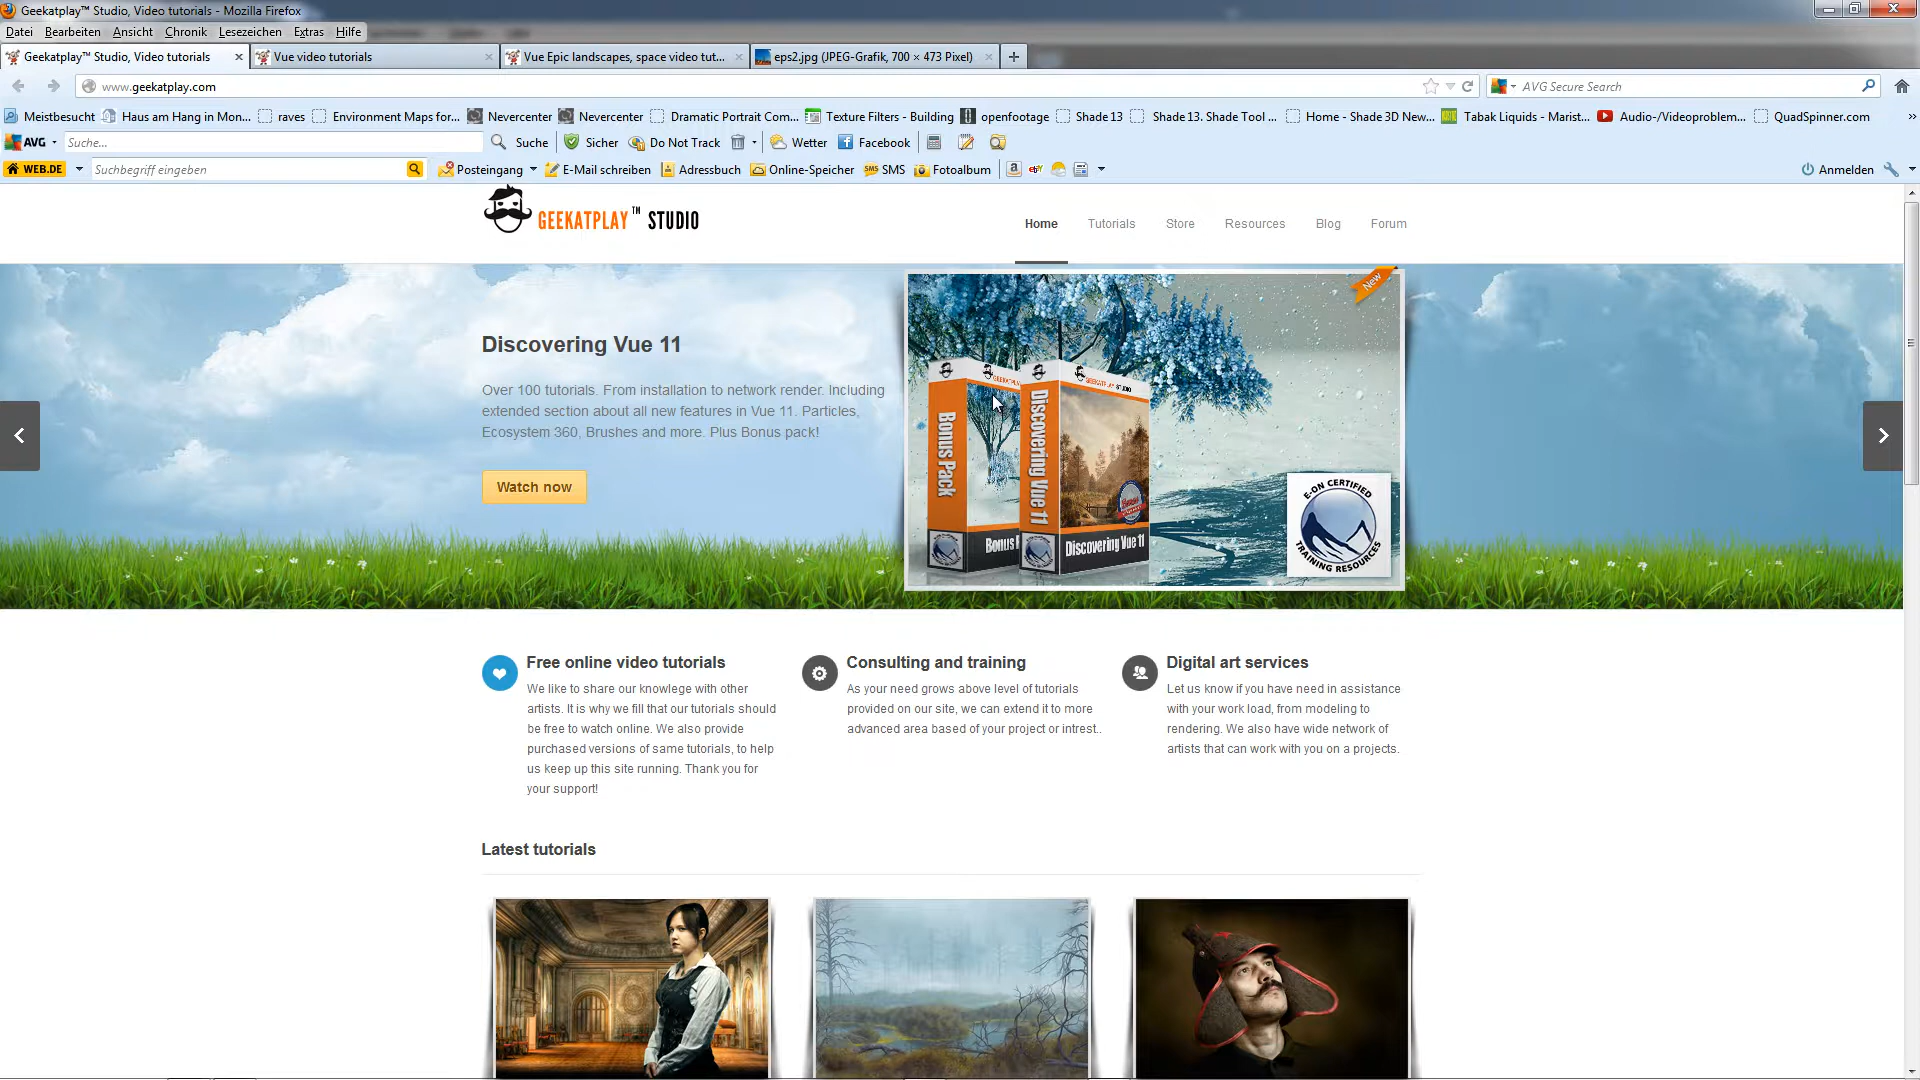 Geekatplay™ Studio, Video tutorials - Mozilla Firefox
Datei Bearbeiten Ansicht Chronik Lesezeichen Extras Hilfe
Geekatplay™ Studio, Video tutorials
Vue video tutorials
Vue Epic landscapes, space video tut...
eps2.jpg (JPEG-Grafik, 700 × 473 Pixel)
www.geekatplay.com
AVG Secure Search
Meistbesucht Haus am Hang in Mon... raves Environment Maps for... Nevercenter Nevercenter Dramatic Portrait Com... Texture Filters - Building openfootage Shade 13 Shade 13. Shade Tool ... Home - Shade 3D New... Tabak Liquids - Marist... Audio-/Videoproblem... QuadSpinner.com
AVG Suche... Suche Sicher Do Not Track Wetter Facebook
WEB.DE Suchbegriff eingeben Posteingang E-Mail schreiben Adressbuch Online-Speicher SMS SMS Fotoalbum a ebY Anmelden
GEEKATPLAY™ STUDIO
Home Tutorials Store Resources Blog Forum
New
Discovering Vue 11
Over 100 tutorials. From installation to network render. Including
extended section about all new features in Vue 11. Particles,
Ecosystem 360, Brushes and more. Plus Bonus pack!
Watch now
GEEKATPLAY STUDIO
Bonus Pack
Discovering Vue 11
Discovering Vue 11
E-ON CERTIFIED
TRAINING RESOURCES
Free online video tutorials
We like to share our knowlege with other
artists. It is why we fill that our tutorials should
be free to watch online. We also provide
purchased versions of same tutorials, to help
us keep up this site running. Thank you for
your support!
Consulting and training
As your need grows above level of tutorials
provided on our site, we can extend it to more
advanced area based of your project or intrest..
Digital art services
Let us know if you have need in assistance
with your work load, from modeling to
rendering. We also have wide network of
artists that can work with you on a projects.
Latest tutorials